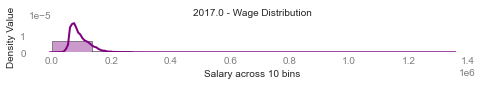 2017.0 - Wage Distribution
1e−5
Density Value
1
0
0.0 0.2 0.4 0.6 0.8 1.0 1.2 1.4
Salary across 10 bins
1e6